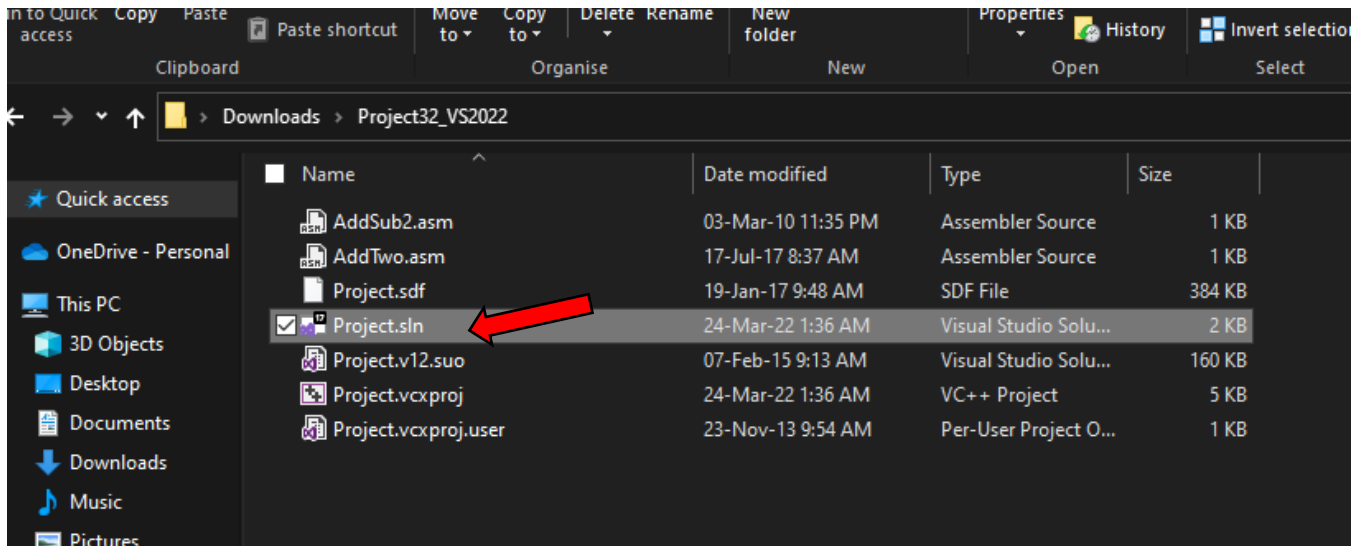 in to Quick access Copy Paste Paste shortcut Move to Copy to Delete Rename New folder Properties History Invert selection
Clipboard Organise New Open Select
Downloads > Project32_VS2022
Name Date modified Type Size
Quick access
AddSub2.asm 03-Mar-10 11:35 PM Assembler Source 1 KB
OneDrive - Personal
AddTwo.asm 17-Jul-17 8:37 AM Assembler Source 1 KB
This PC
Project.sdf 19-Jan-17 9:48 AM SDF File 384 KB
Project.sln 24-Mar-22 1:36 AM Visual Studio Solu... 2 KB
3D Objects
Project.v12.suo 07-Feb-15 9:13 AM Visual Studio Solu... 160 KB
Desktop
Project.vcxproj 24-Mar-22 1:36 AM VC++ Project 5 KB
Documents
Project.vcxproj.user 23-Nov-13 9:54 AM Per-User Project O... 1 KB
Downloads
Music
Pictures